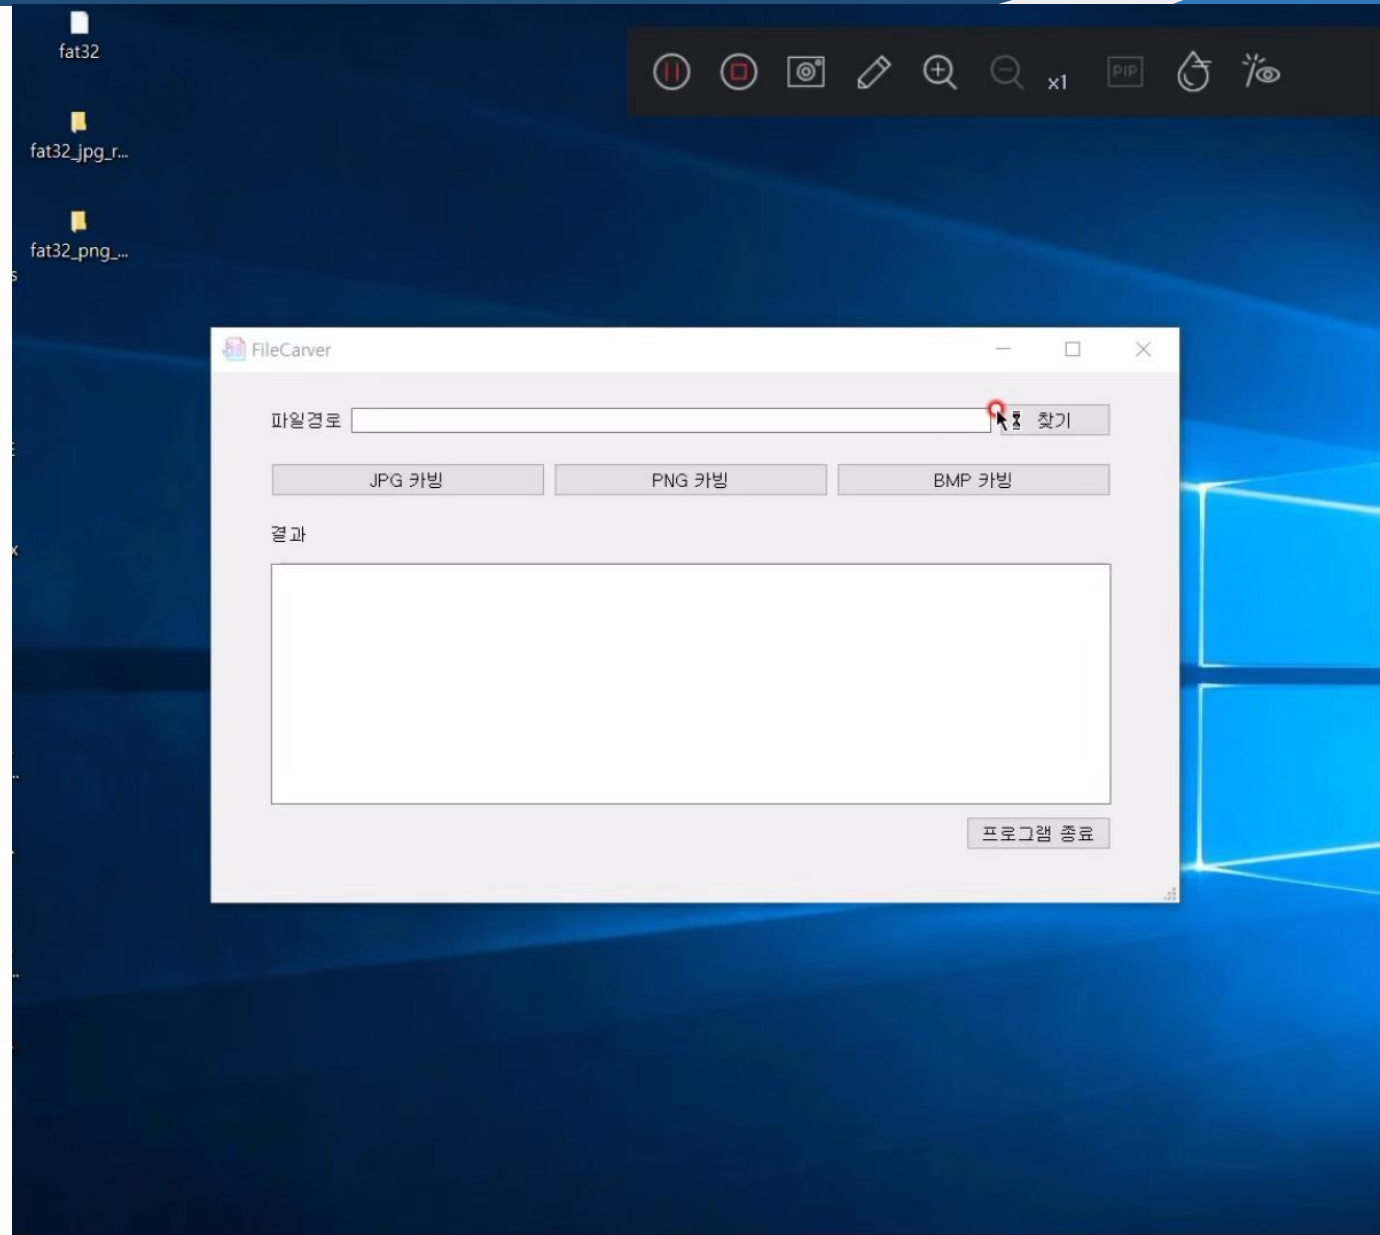 fat32
x1
PIP
fat32_jpg_r...
fat32_png_...
s
FileCarver
파일경로
찾기
JPG 카빙
PNG 카빙
BMP 카빙
결과
x
프로그램 종료